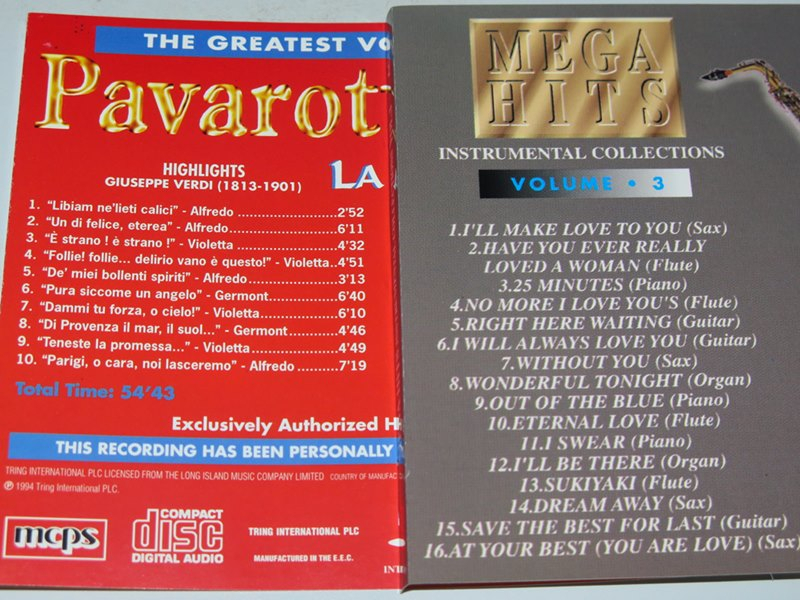 THE GREATEST VO
Pavarot
HIGHLIGHTS
GIUSEPPE VERDI (1813-1901)
LA
1. “Libiam ne'lieti calici” - Alfredo ...................2'52
2. “Un di felice, eterea” - Alfredo......................6'11
3. “È strano ! è strano !” - Violetta ...................4'32
4. “Follie! follie... delirio vano è questo!” - Violetta..4'51
5. “De' miei bollenti spiriti” - Alfredo................3'13
6. “Pura siccome un angelo” - Germont............6'40
7. “Dammi tu forza, o cielo!” - Violetta..............6'10
8. “Di Provenza il mar, il suol...” - Germont........4'46
9. “Teneste la promessa...” - Violetta................4'49
10. “Parigi, o cara, noi lasceremo” - Alfredo ..........7'19
Total Time: 54'43
Exclusively Authorized H
THIS RECORDING HAS BEEN PERSONALLY
TRING INTERNATIONAL PLC LICENSED FROM THE LONG ISLAND MUSIC COMPANY LIMITED COUNTRY OF MANUFAC
℗ 1994 Tring International PLC.
mcps
COMPACT
disc
DIGITAL AUDIO
TRING INTERNATIONAL PLC
MANUFACTURED IN THE E.E.C.
MEGA
HITS
INSTRUMENTAL COLLECTIONS
VOLUME • 3
1.I'LL MAKE LOVE TO YOU (Sax)
2.HAVE YOU EVER REALLY
LOVED A WOMAN (Flute)
3.25 MINUTES (Piano)
4.NO MORE I LOVE YOU'S (Flute)
5.RIGHT HERE WAITING (Guitar)
6.I WILL ALWAYS LOVE YOU (Guitar)
7.WITHOUT YOU (Sax)
8.WONDERFUL TONIGHT (Organ)
9.OUT OF THE BLUE (Piano)
10.ETERNAL LOVE (Flute)
11.I SWEAR (Piano)
12.I'LL BE THERE (Organ)
13.SUKIYAKI (Flute)
14.DREAM AWAY (Sax)
15.SAVE THE BEST FOR LAST (Guitar)
16.AT YOUR BEST (YOU ARE LOVE) (Sax)